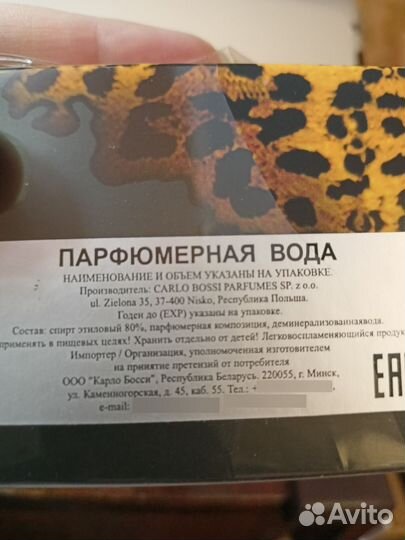 ПАРФЮМЕРНАЯ ВОДА
НАИМЕНОВАНИЕ И ОБЪЕМ УКАЗАНЫ НА УПАКОВКЕ.
Производитель: CARLO BOSSI PARFUMES SP. z o.o.
ul. Zielona 35, 37-400 Nisko, Республика Польша.
Годен до (EXP) указаны на упаковке.
Состав: спирт этиловый 80%, парфюмерная композиция, деминерализованнаявода.
применять в пищевых целях! Хранить отдельно от детей! Легковоспламеняющийся продукт
Импортер / Организация, уполномоченная изготовителем
на принятие претензий от потребителя
ООО "Карло Босси", Республика Беларусь. 220055, г. Минск,
ул. Каменногорская, д. 45, каб. 55. Тел.: +
e-mail:
EAC
Avito